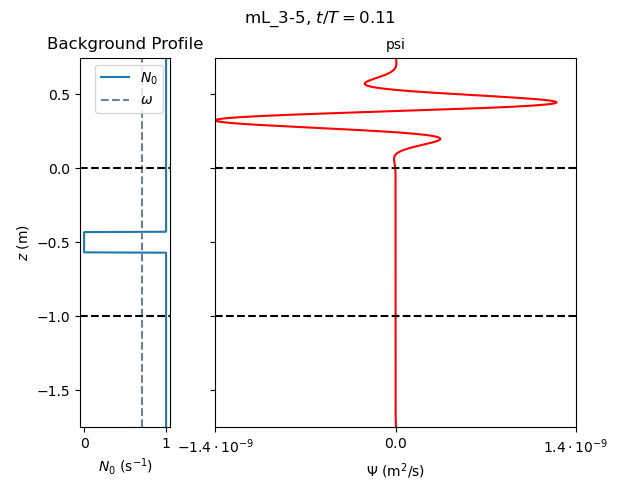 mL_3-5, t/T = 0.11
Background Profile
psi
N₀
ω
0.5
0.0
−0.5
−1.0
−1.5
z (m)
0
1
−1.4 · 10⁻⁹
0.0
1.4 · 10⁻⁹
N₀ (s⁻¹)
Ψ (m²/s)